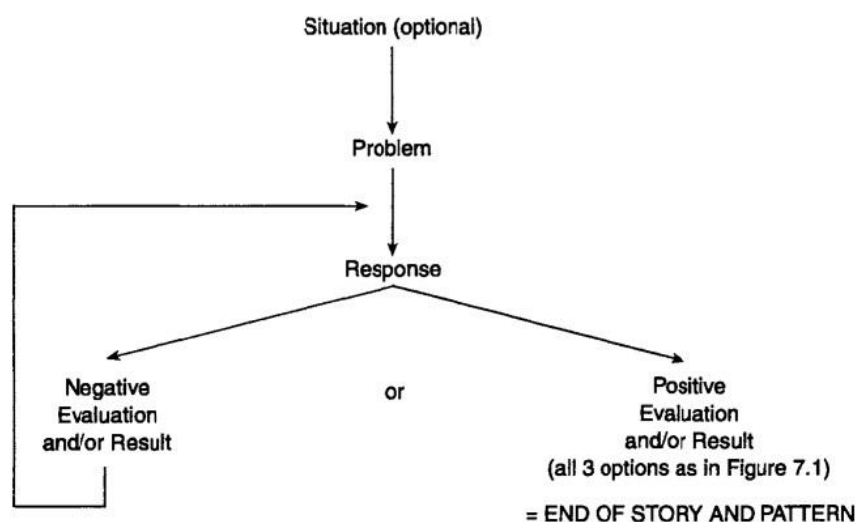 Situation (optional)
Problem
Response
Negative
Evaluation
and/or Result
or
Positive
Evaluation
and/or Result
(all 3 options as in Figure 7.1)
= END OF STORY AND PATTERN